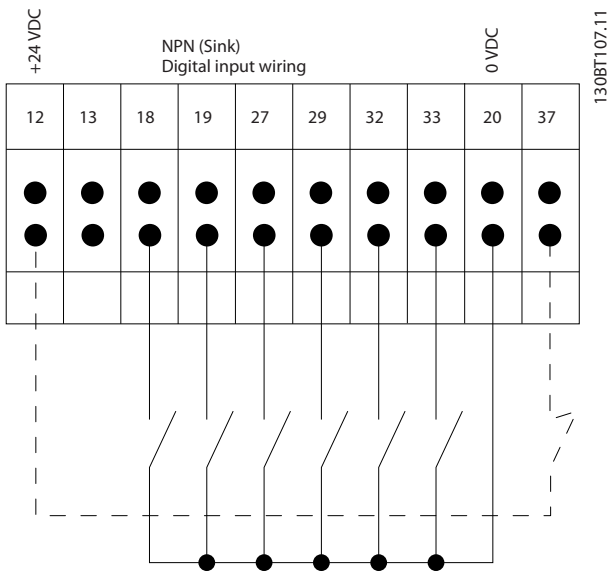 +24 VDC
NPN (Sink)
Digital input wiring
0 VDC
130BT107.11
12 13 18 19 27 29 32 33 20 37